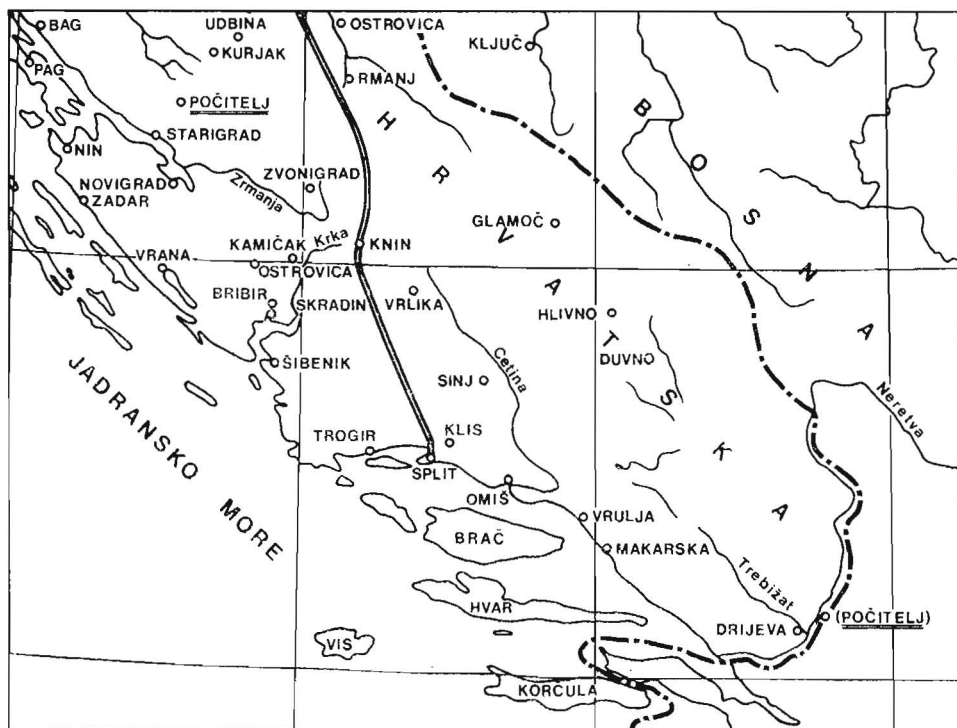 BAG
UDBINA
OSTROVICA
KLJUČ
KURJAK
PAG
RMANJ
POČITELJ
STARIGRAD
NIN
NOVIGRAD
ZADAR
Zrmanja
ZVONIGRAD
GLAMOČ
KAMIČAK
Krka
KNIN
VRANA
OSTROVICA
BRIBIR
SKRADIN
VRLIKA
HLIVNO
DUVNO
ŠIBENIK
SINJ
Cetina
Neretva
JADRANSKO MORE
TROGIR
KLIS
SPLIT
OMIŠ
VRULJA
BRAČ
MAKARSKA
Trebižat
HVAR
DRIJEVA
(POČITELJ)
VIS
KORČULA
HRVATSKA
BOSNA